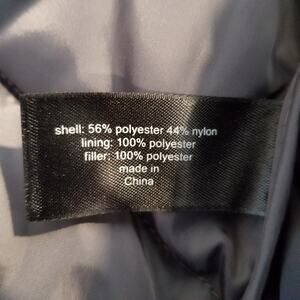 shell: 56% polyester 44% nylon
lining: 100% polyester
filler: 100% polyester
made in
China